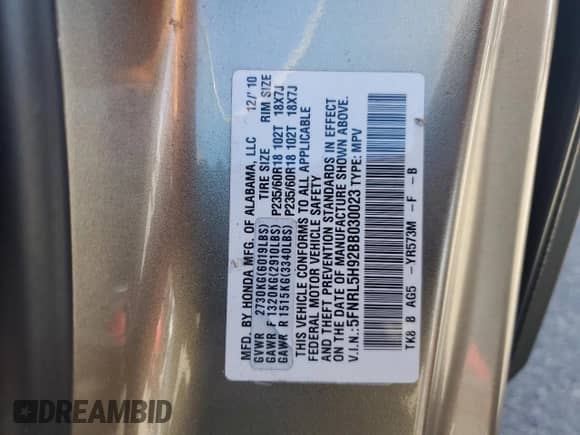 MFD. BY HONDA MFG. OF ALABAMA, LLC 12/'10
GVWR 2730KG(6019LBS) TIRE SIZE RIM SIZE
GAWR F 1320KG(2910LBS) P235/60R18 102T 18X7J
GAWR R 1515KG(3340LBS) P235/60R18 102T 18X7J
THIS VEHICLE CONFORMS TO ALL APPLICABLE
FEDERAL MOTOR VEHICLE SAFETY
AND THEFT PREVENTION STANDARDS IN EFFECT
ON THE DATE OF MANUFACTURE SHOWN ABOVE.
V.I.N.:5FNRL5H92BB030023 TYPE: MPV
TK8 B AG5 -YR573M -F -B
DREAMBID